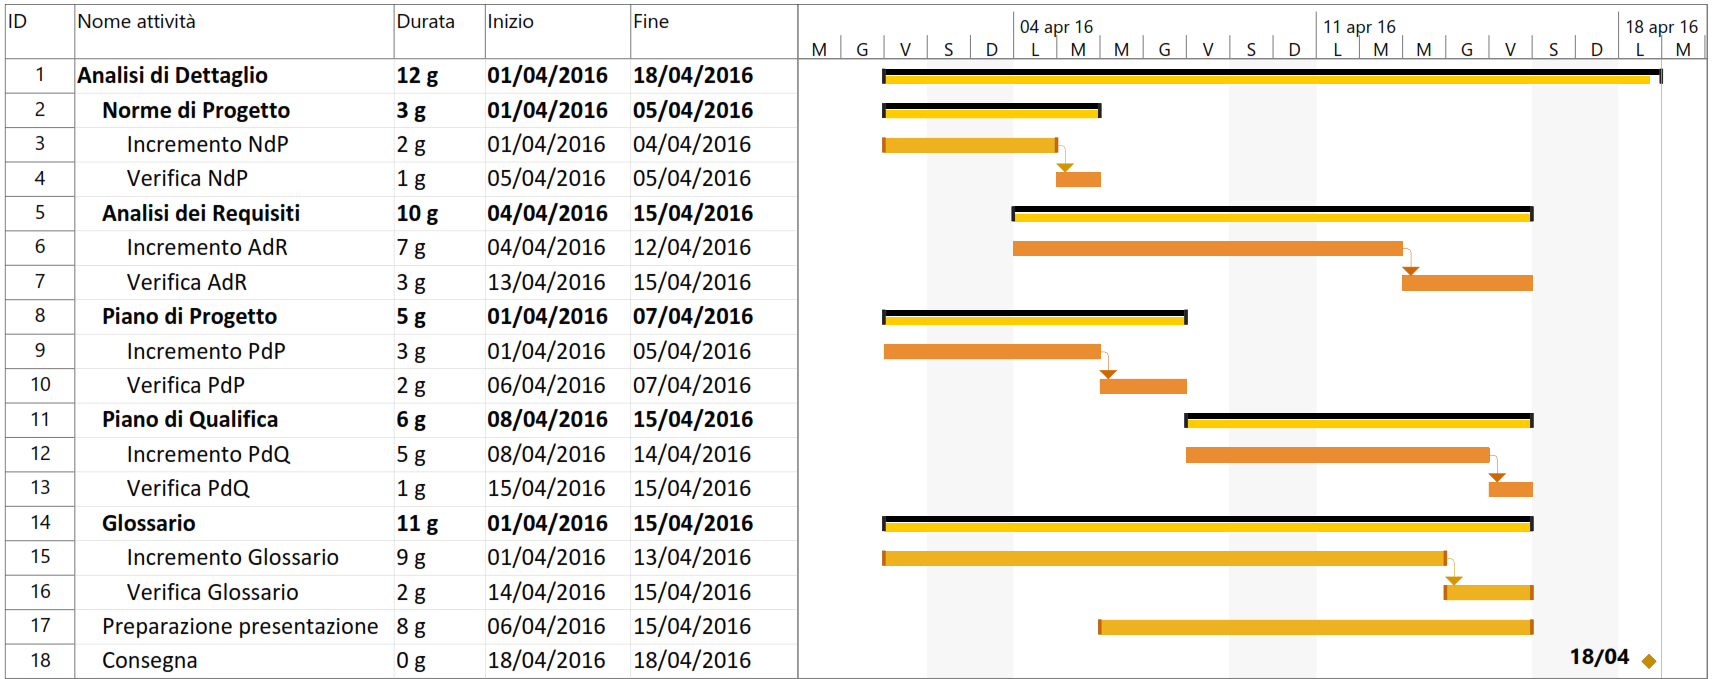 ID Nome attività Durata Inizio Fine
04 apr 16 11 apr 16 18 apr 16
M G V S D L M M G V S D L M M G V S D L M
1 Analisi di Dettaglio 12 g 01/04/2016 18/04/2016
2 Norme di Progetto 3 g 01/04/2016 05/04/2016
3 Incremento NdP 2 g 01/04/2016 04/04/2016
4 Verifica NdP 1 g 05/04/2016 05/04/2016
5 Analisi dei Requisiti 10 g 04/04/2016 15/04/2016
6 Incremento AdR 7 g 04/04/2016 12/04/2016
7 Verifica AdR 3 g 13/04/2016 15/04/2016
8 Piano di Progetto 5 g 01/04/2016 07/04/2016
9 Incremento PdP 3 g 01/04/2016 05/04/2016
10 Verifica PdP 2 g 06/04/2016 07/04/2016
11 Piano di Qualifica 6 g 08/04/2016 15/04/2016
12 Incremento PdQ 5 g 08/04/2016 14/04/2016
13 Verifica PdQ 1 g 15/04/2016 15/04/2016
14 Glossario 11 g 01/04/2016 15/04/2016
15 Incremento Glossario 9 g 01/04/2016 13/04/2016
16 Verifica Glossario 2 g 14/04/2016 15/04/2016
17 Preparazione presentazione 8 g 06/04/2016 15/04/2016
18 Consegna 0 g 18/04/2016 18/04/2016 18/04